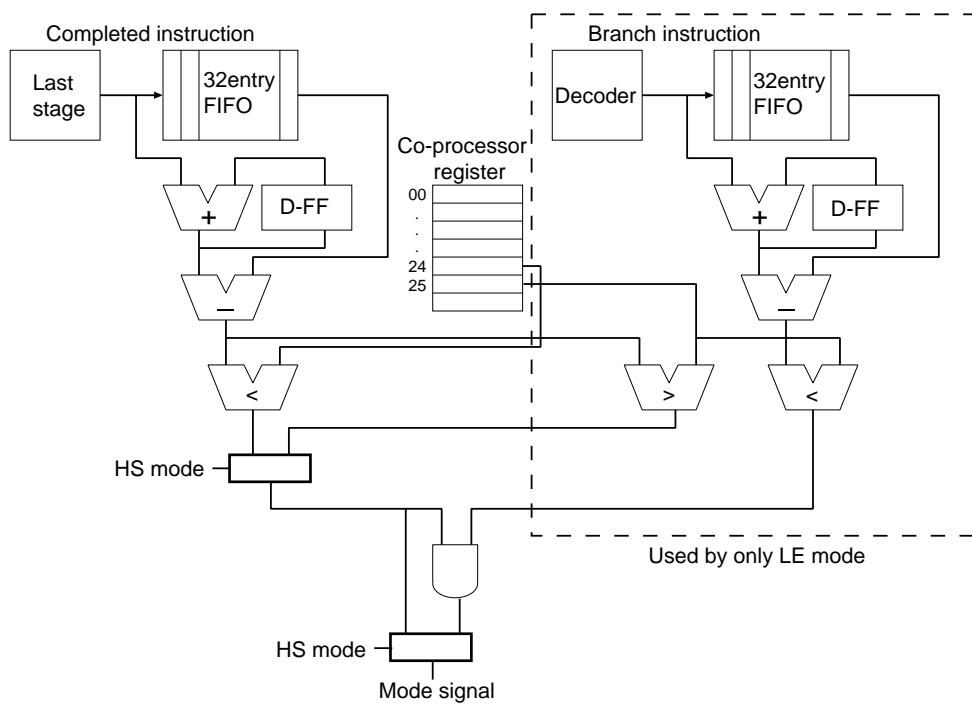 Completed instruction
Branch instruction
Last
stage
32entry
FIFO
Decoder
32entry
FIFO
Co-processor
register
00
.
.
.
24
25
+
D-FF
+
D-FF
−
−
<
>
<
HS mode
Used by only LE mode
HS mode
Mode signal